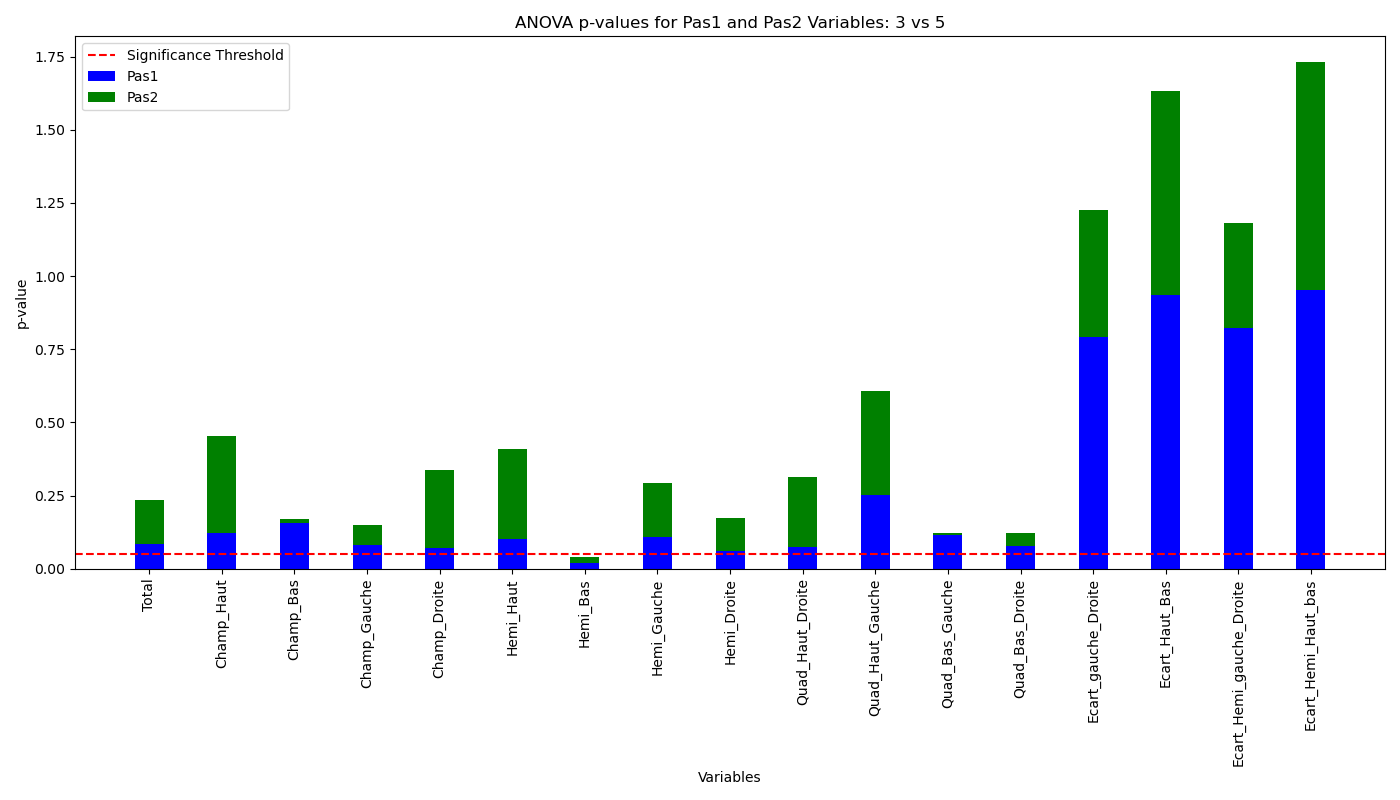 ANOVA p-values for Pas1 and Pas2 Variables: 3 vs 5
Significance Threshold
Pas1
Pas2
p-value
1.75
1.50
1.25
1.00
0.75
0.50
0.25
0.00
Total
Champ_Haut
Champ_Bas
Champ_Gauche
Champ_Droite
Hemi_Haut
Hemi_Bas
Hemi_Gauche
Hemi_Droite
Quad_Haut_Droite
Quad_Haut_Gauche
Quad_Bas_Gauche
Quad_Bas_Droite
Ecart_gauche_Droite
Ecart_Haut_Bas
Ecart_Hemi_gauche_Droite
Ecart_Hemi_Haut_bas
Variables